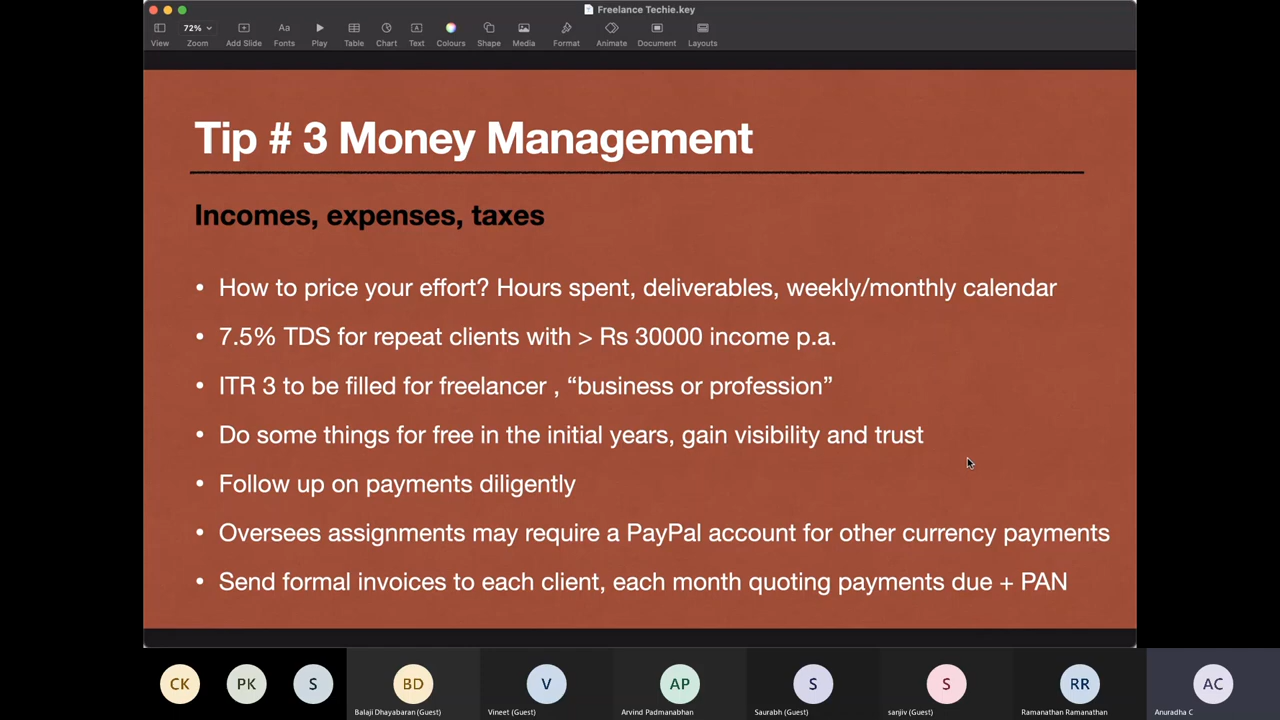 Freelance Techie.key
72%
View Zoom Add Slide Fonts Play Table Chart Text Colours Shape Media Format Animate Document Layouts
Tip # 3 Money Management
Incomes, expenses, taxes
• How to price your effort? Hours spent, deliverables, weekly/monthly calendar
• 7.5% TDS for repeat clients with > Rs 30000 income p.a.
• ITR 3 to be filled for freelancer , “business or profession”
• Do some things for free in the initial years, gain visibility and trust
• Follow up on payments diligently
• Oversees assignments may require a PayPal account for other currency payments
• Send formal invoices to each client, each month quoting payments due + PAN
CK PK S BD V AP S S RR AC
Balaji Dhayabaran (Guest) Vineet (Guest) Arvind Padmanabhan Saurabh (Guest) sanjiv (Guest) Ramanathan Ramanathan Anuradha C